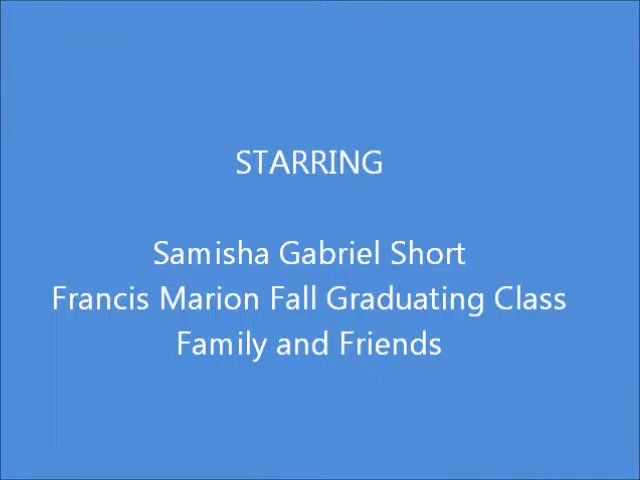 STARRING
Samisha Gabriel Short
Francis Marion Fall Graduating Class
Family and Friends